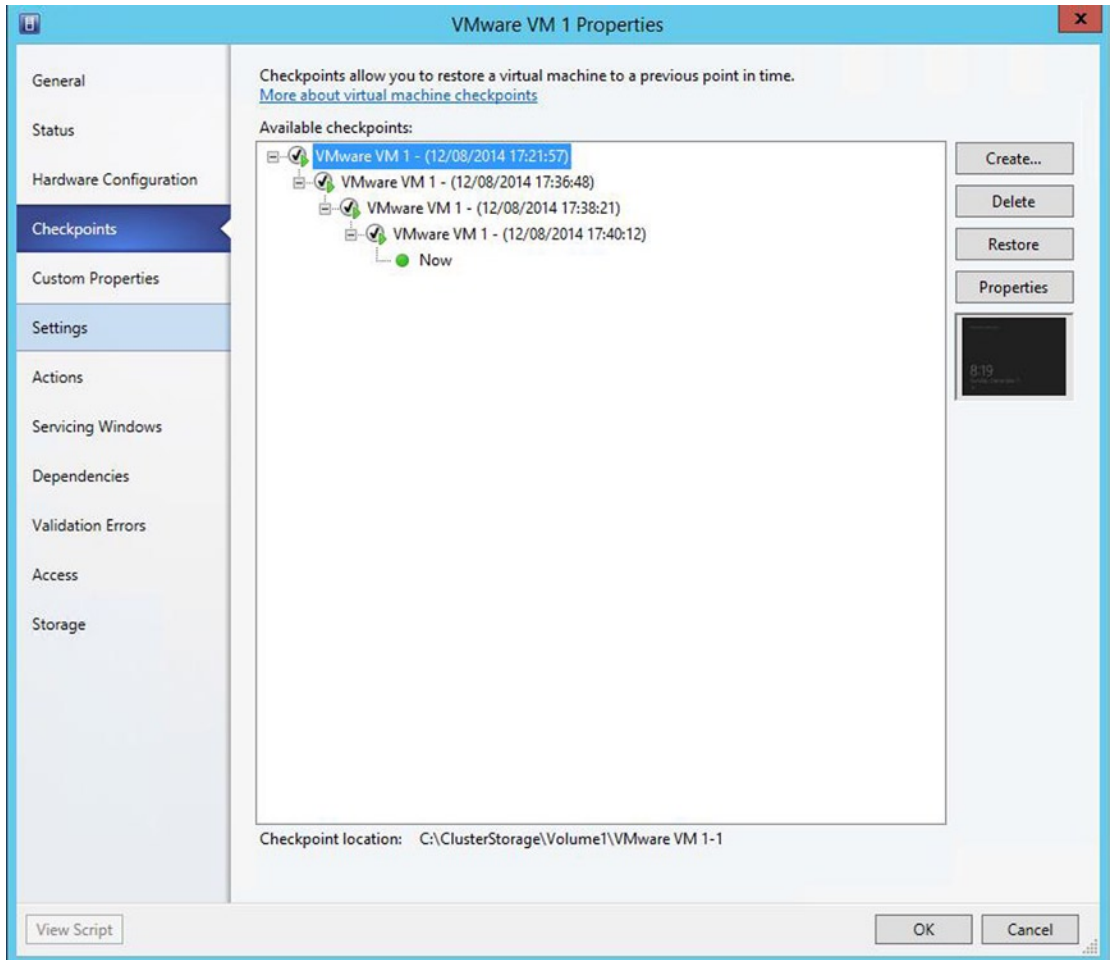 VMware VM 1 Properties
x
General
Status
Hardware Configuration
Checkpoints
Custom Properties
Settings
Actions
Servicing Windows
Dependencies
Validation Errors
Access
Storage
Checkpoints allow you to restore a virtual machine to a previous point in time.
More about virtual machine checkpoints
Available checkpoints:
VMware VM 1 - (12/08/2014 17:21:57)
VMware VM 1 - (12/08/2014 17:36:48)
VMware VM 1 - (12/08/2014 17:38:21)
VMware VM 1 - (12/08/2014 17:40:12)
Now
Create...
Delete
Restore
Properties
8:19
Checkpoint location: C:\ClusterStorage\Volume1\VMware VM 1-1
View Script
OK
Cancel